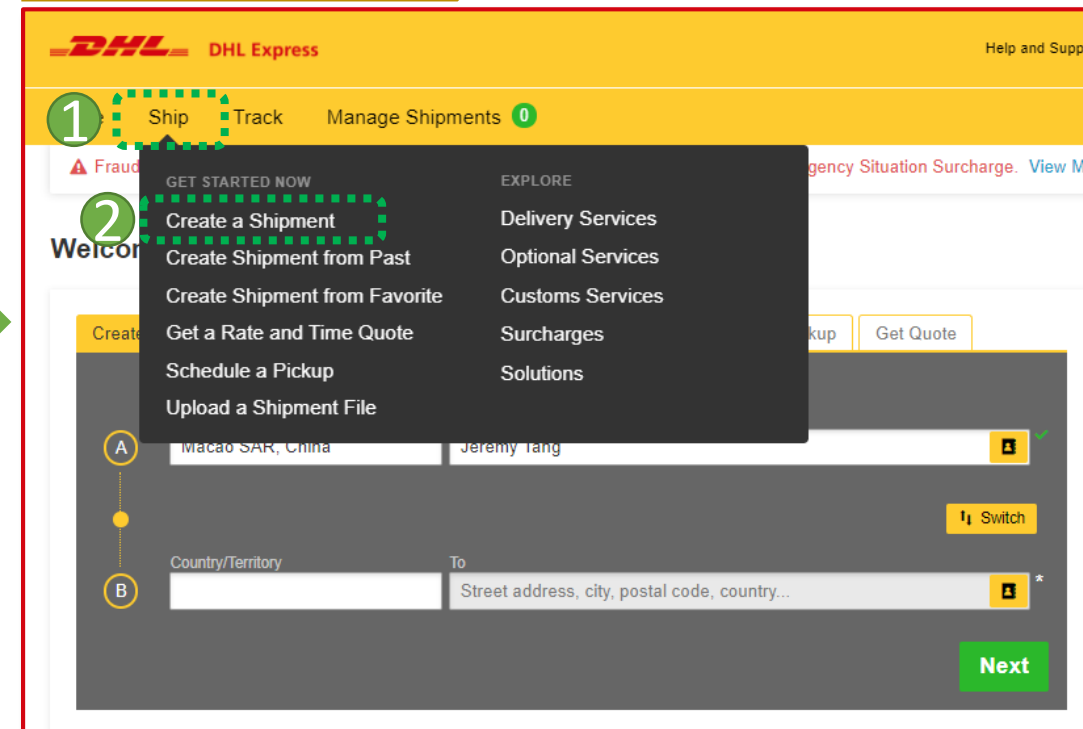 DHL DHL Express
Help and Supp
1 Ship Track Manage Shipments 0
Fraud
gency Situation Surcharge. View M
GET STARTED NOW
2 Create a Shipment
Create Shipment from Past
Create Shipment from Favorite
Get a Rate and Time Quote
Schedule a Pickup
Upload a Shipment File
EXPLORE
Delivery Services
Optional Services
Customs Services
Surcharges
Solutions
Welcor
Create
kup Get Quote
A Macao SAR, China Jeremy Tang
Switch
Country/Territory To
B Street address, city, postal code, country... *
Next